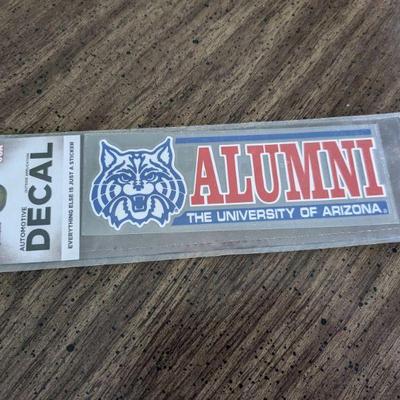 AUTOMOTIVE
DECAL
EVERYTHING ELSE IS JUST A STICKER
ALUMNI
THE UNIVERSITY OF ARIZONA®